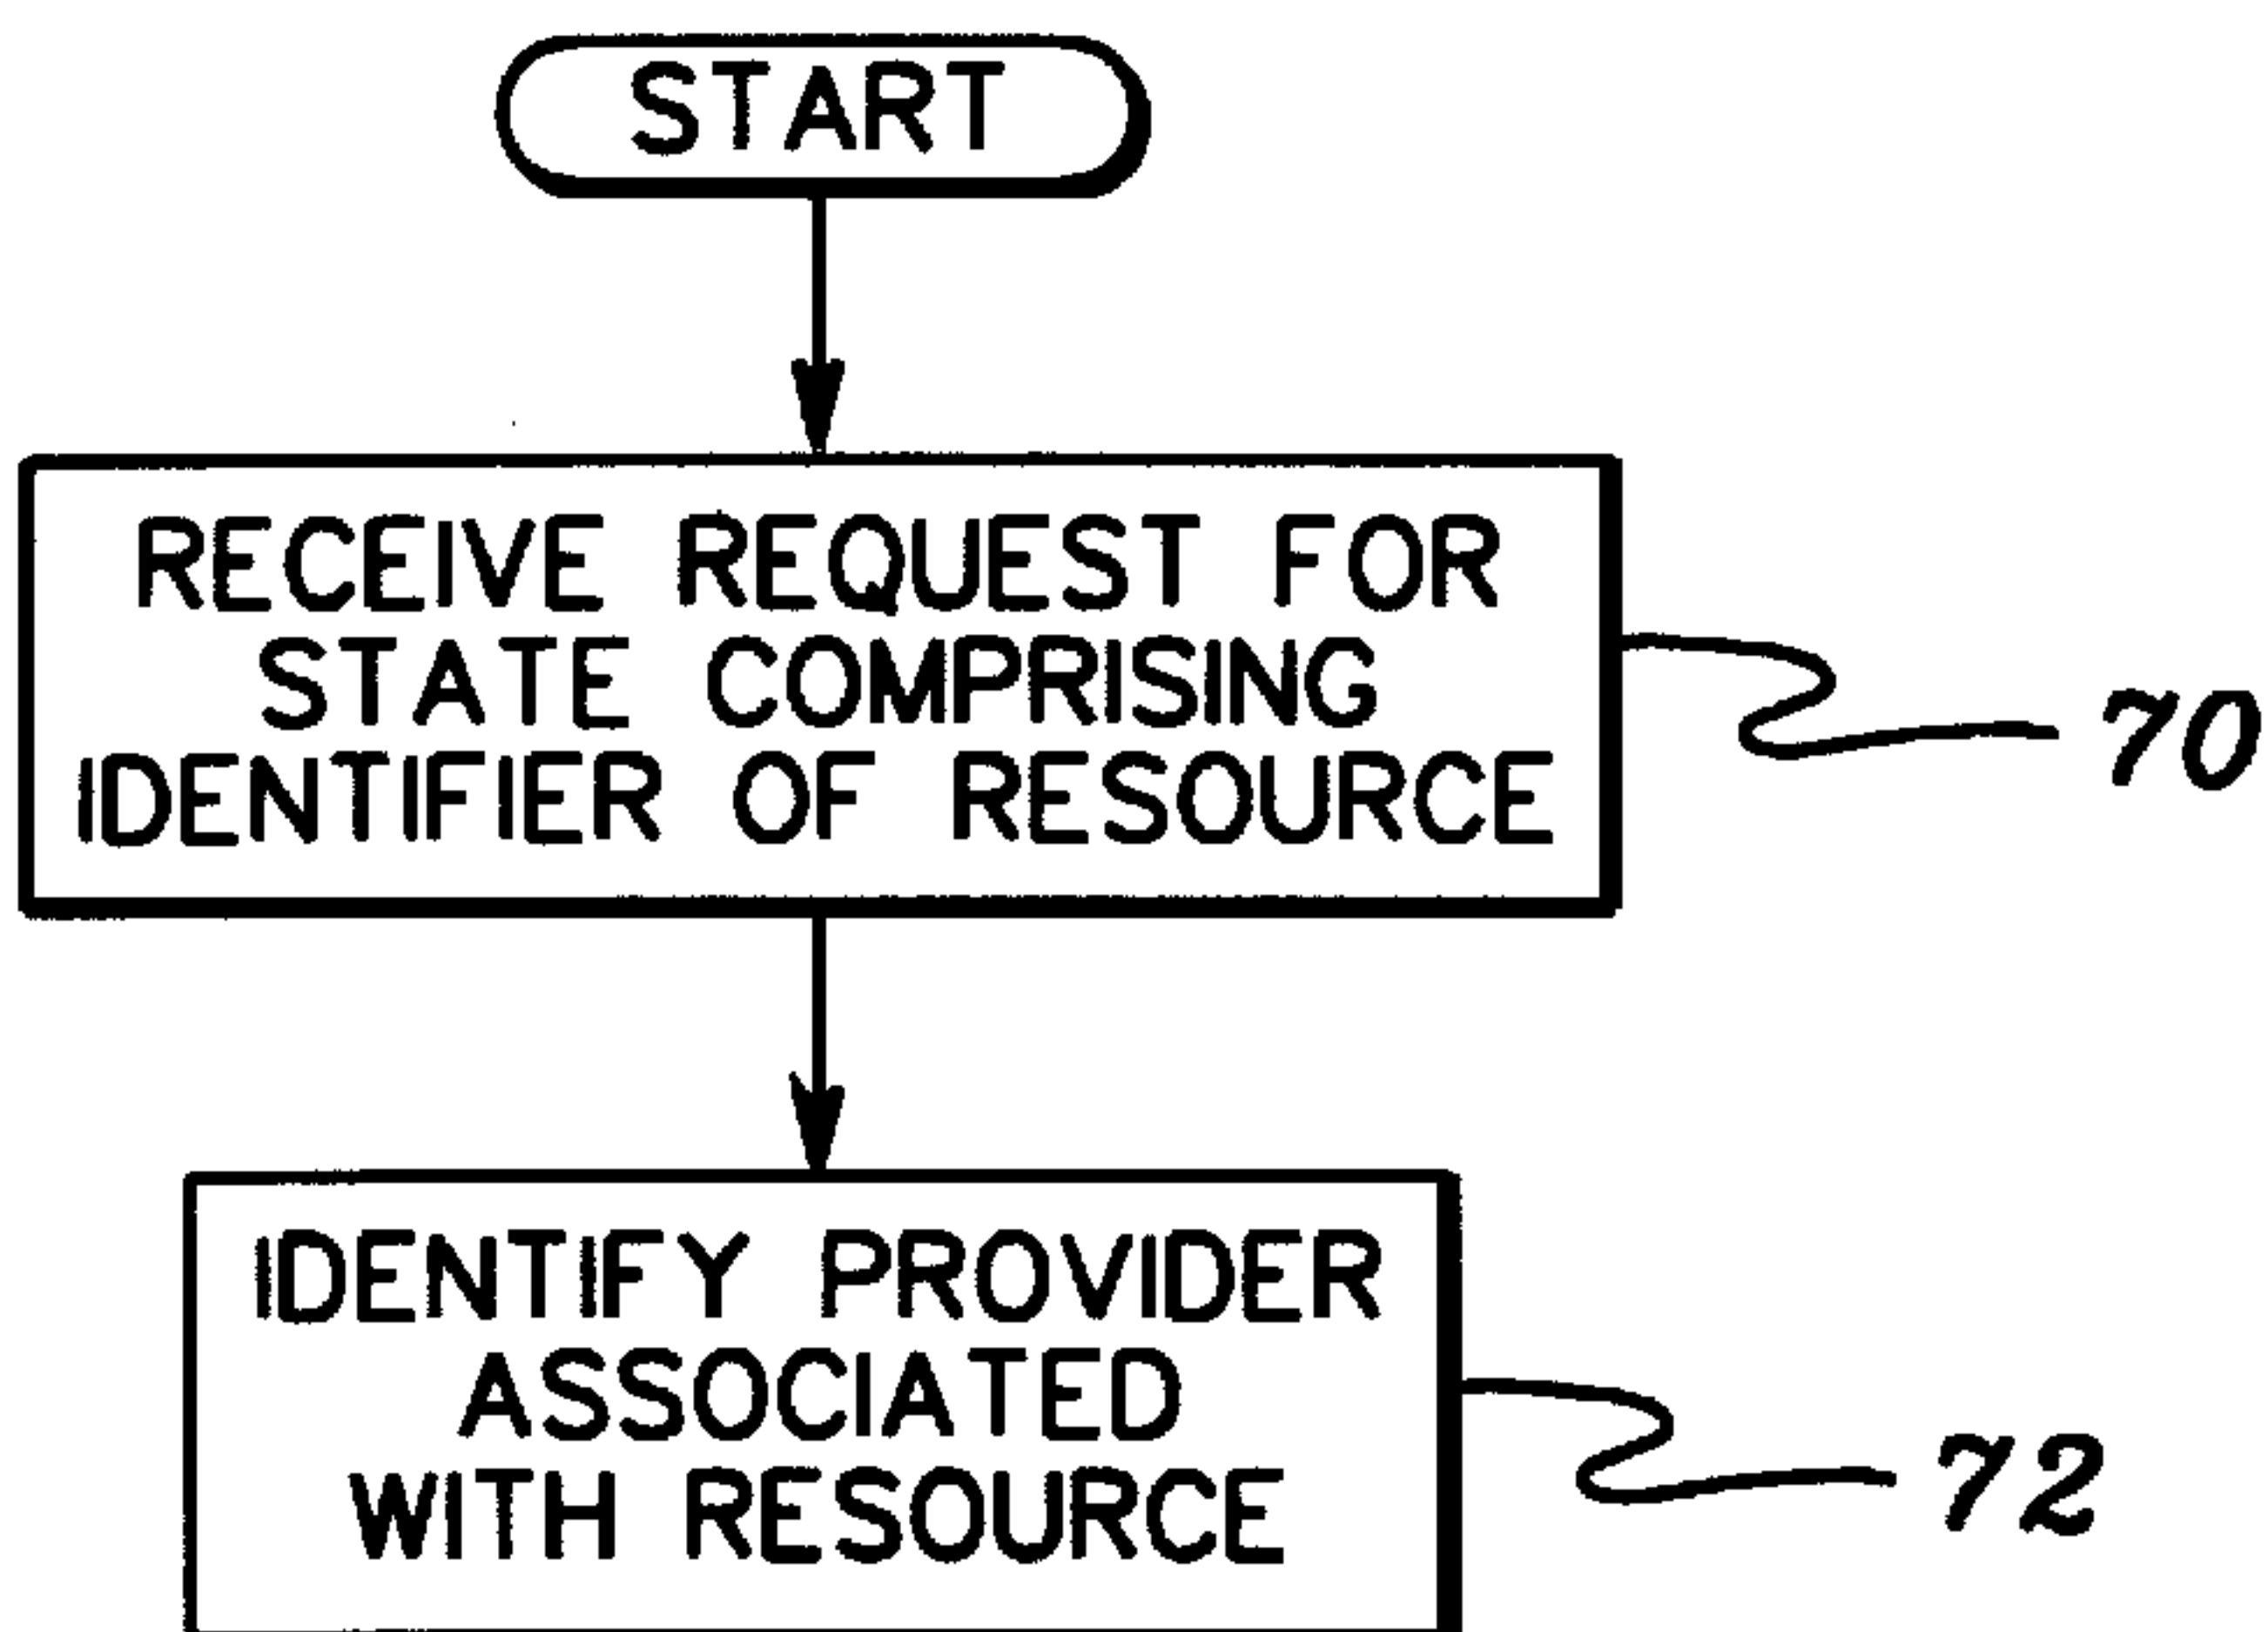 START
RECEIVE REQUEST FOR
STATE COMPRISING
IDENTIFIER OF RESOURCE
70
IDENTIFY PROVIDER
ASSOCIATED
WITH RESOURCE
72